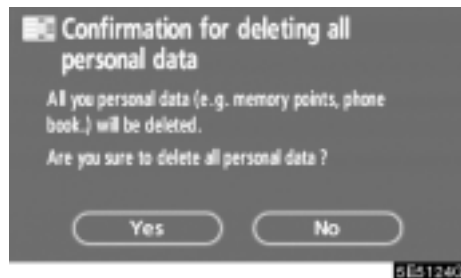 Confirmation for deleting all
personal data
All you personal data (e.g. memory points, phone
book..) will be deleted.
Are you sure to delete all personal data ?
Yes No
5E5124G